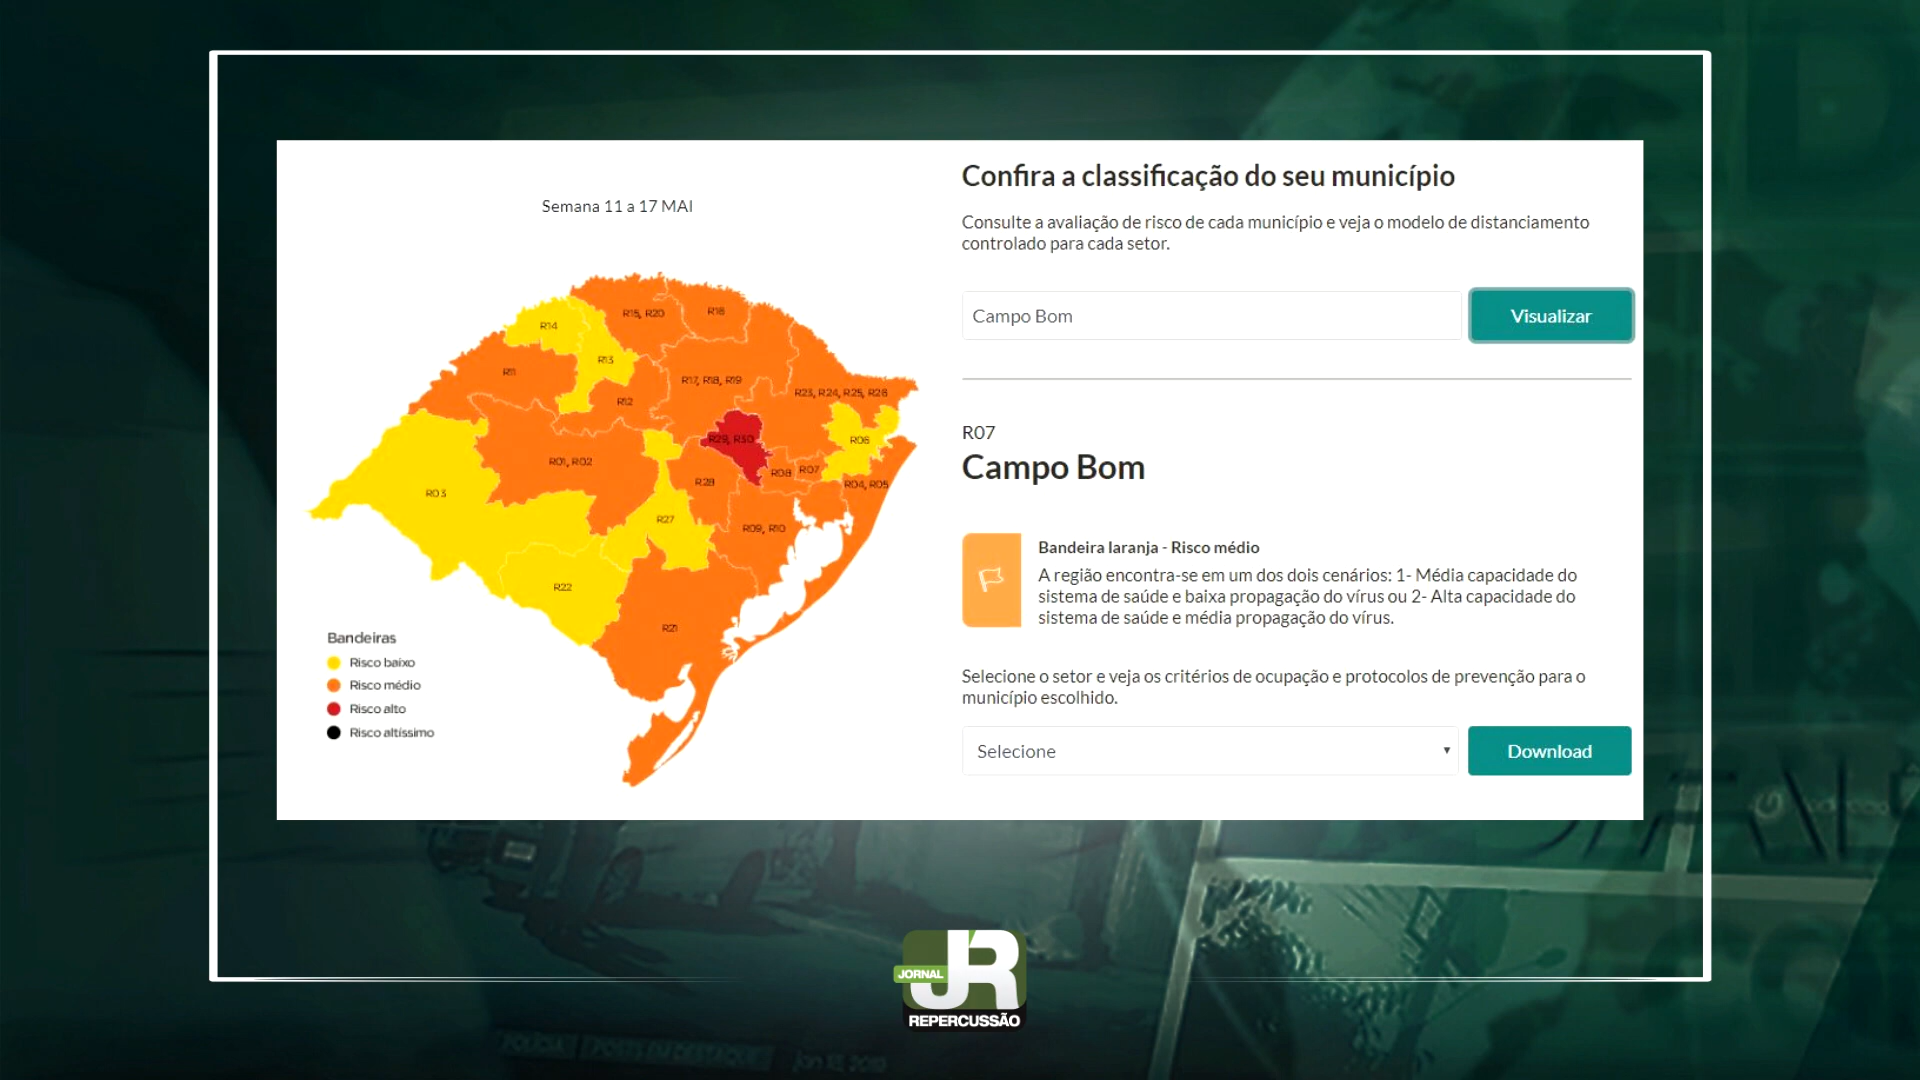 Semana 11 a 17 MAI
R15, R20
R16
R14
R13
R11
R17, R18, R19
R12
R23, R24, R25, R26
R29, R30
R06
R01, R02
R08
R07
R28
R04, R05
R03
R27
R09, R10
R22
R21
Bandeiras
Risco baixo
Risco médio
Risco alto
Risco altíssimo
Confira a classificação do seu município
Consulte a avaliação de risco de cada município e veja o modelo de distanciamento
controlado para cada setor.
Campo Bom
Visualizar
R07
Campo Bom
Bandeira laranja - Risco médio
A região encontra-se em um dos dois cenários: 1- Média capacidade do
sistema de saúde e baixa propagação do vírus ou 2- Alta capacidade do
sistema de saúde e média propagação do vírus.
Selecione o setor e veja os critérios de ocupação e protocolos de prevenção para o
município escolhido.
Selecione
Download
JORNAL
JR
REPERCUSSÃO